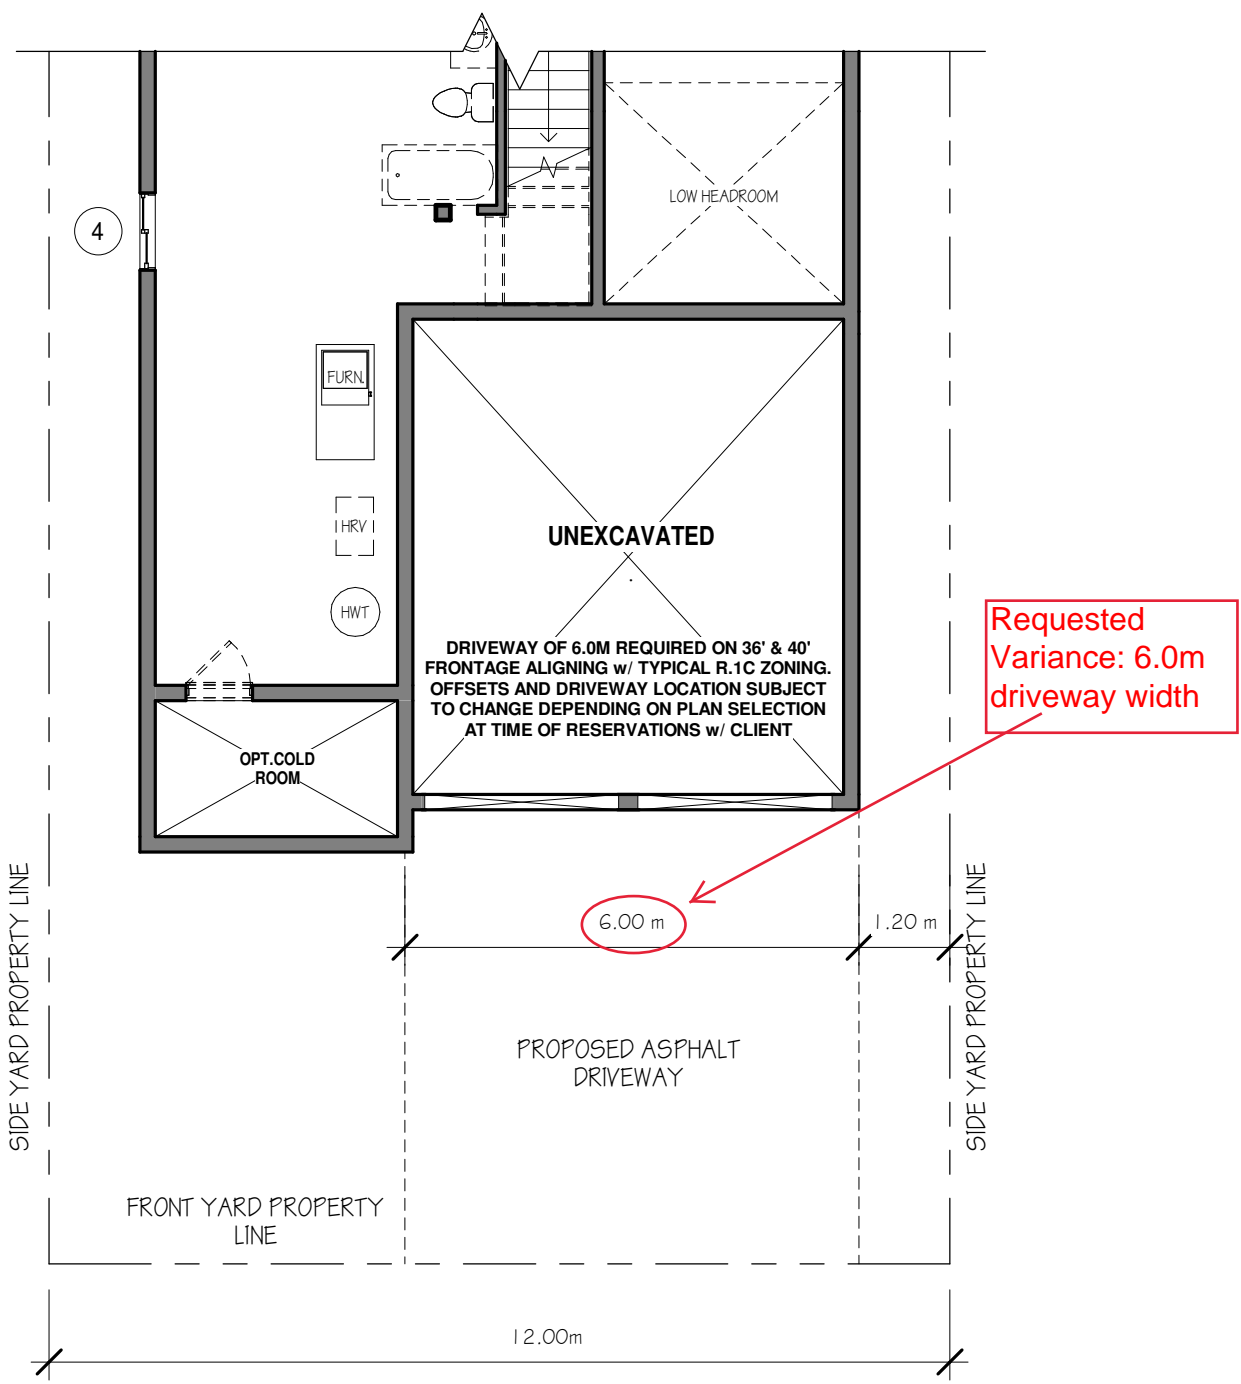 LOW HEADROOM
4
FURN.
HRV
HWT
UNEXCAVATED
DRIVEWAY OF 6.0M REQUIRED ON 36' & 40'
FRONTAGE ALIGNING w/ TYPICAL R.1C ZONING.
OFFSETS AND DRIVEWAY LOCATION SUBJECT
TO CHANGE DEPENDING ON PLAN SELECTION
AT TIME OF RESERVATIONS w/ CLIENT
Requested
Variance: 6.0m
driveway width
OPT.COLD
ROOM
SIDE YARD PROPERTY LINE
6.00 m
1.20 m
SIDE YARD PROPERTY LINE
PROPOSED ASPHALT
DRIVEWAY
FRONT YARD PROPERTY
LINE
12.00m